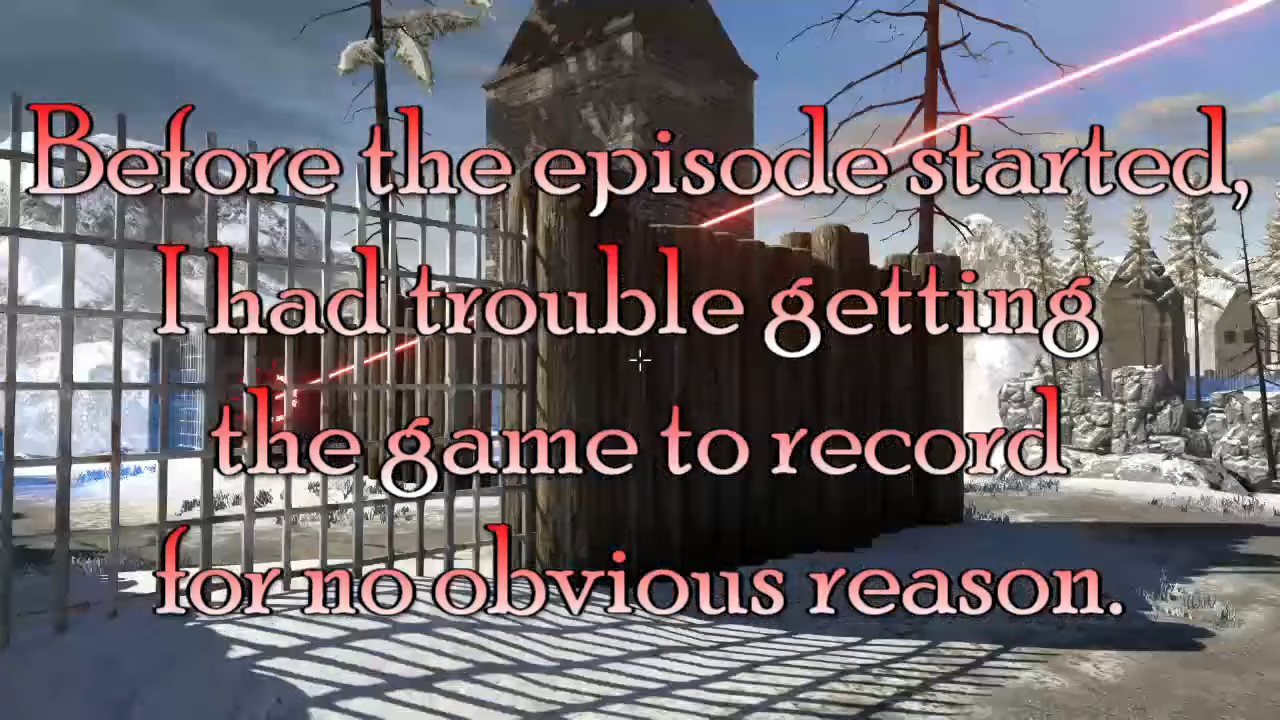 Before the episode started,
I had trouble getting
the game to record
for no obvious reason.